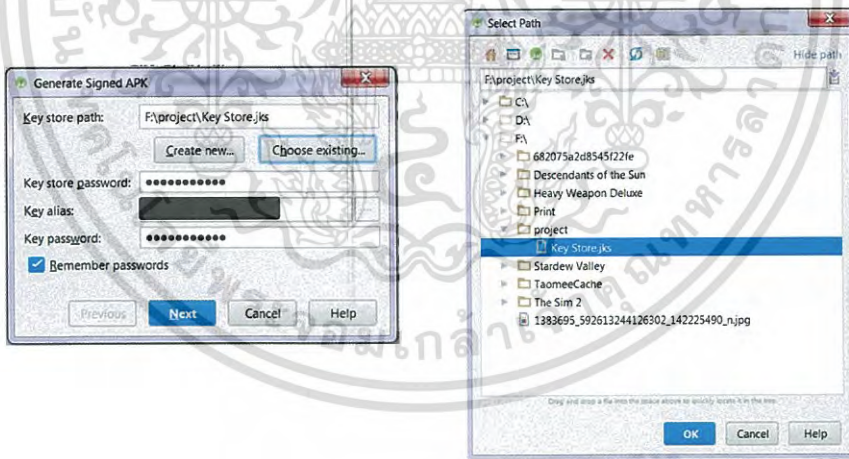 Generate Signed APK
Key store path:
F:\project\Key Store.jks
Create new...
Choose existing...
Key store password:
•••••••••••
Key alias:
Key password:
•••••••••••
Remember passwords
Previous
Next
Cancel
Help
Select Path
Hide path
F:\project\Key Store.jks
C:\
D:\
F:\
682075a2d8545f22fe
Descendants of the Sun
Heavy Weapon Deluxe
Print
project
Key Store.jks
Stardew Valley
TaomeeCache
The Sim 2
1383695_592613244126302_142225490_n.jpg
Drag and drop a file into the space above to quickly locate it in the tree
OK
Cancel
Help